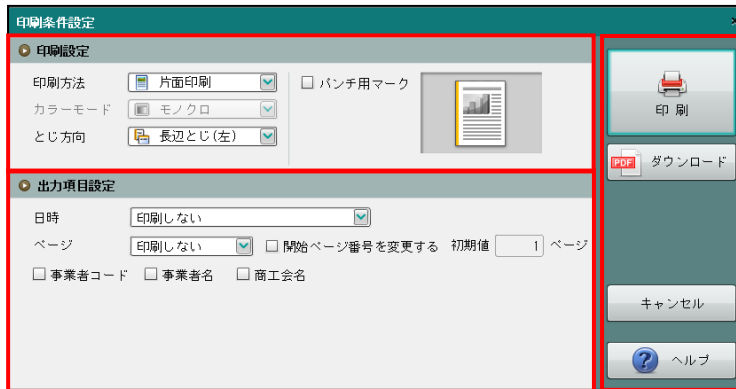 印刷条件設定
印刷設定
印刷方法 片面印刷 パンチ用マーク
カラーモード モノクロ
とじ方向 長辺とじ(左)
出力項目設定
日時 印刷しない
ページ 印刷しない 開始ページ番号を変更する 初期値 1 ページ
事業者コード 事業者名 商工会名
印刷
PDF ダウンロード
キャンセル
? ヘルプ